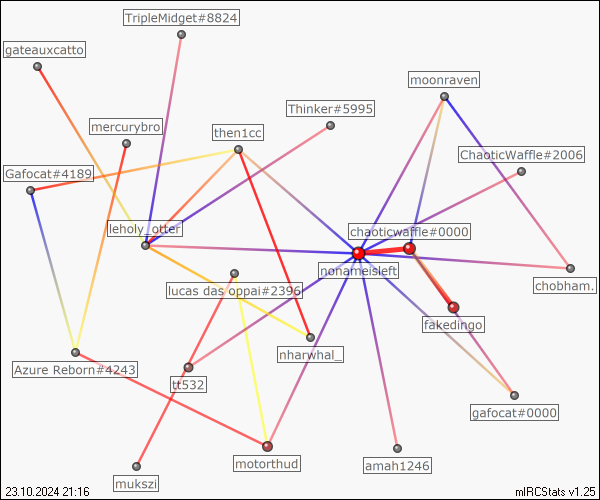 TripleMidget#8824
gateauxcatto
moonraven
Thinker#5995
mercurybro
then1cc
ChaoticWaffle#2006
Gafocat#4189
leholy_otter
chaoticwaffle#0000
nonameisleft
chobham.
lucas das oppai#2396
fakedingo
nharwhal_
Azure Reborn#4243
tt532
gafocat#0000
motorthud
amah1246
mukszi
23.10.2024 21:16
mIRCStats v1.25